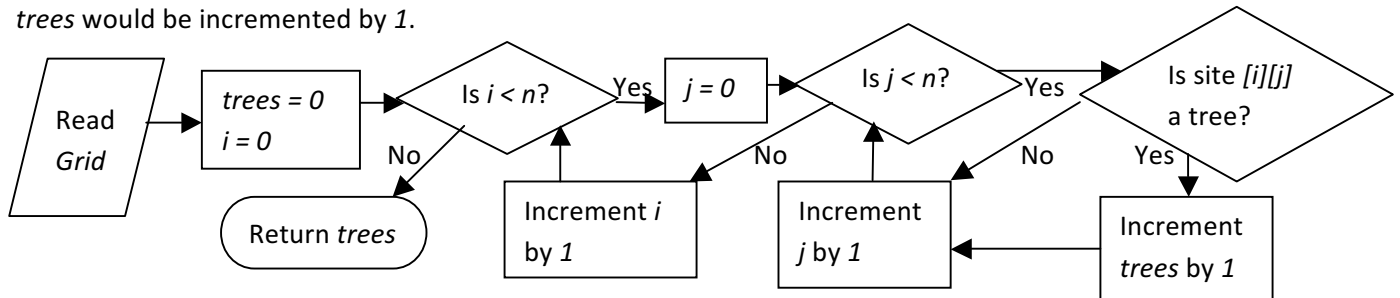 trees would be incremented by 1.
Read
Grid
trees = 0
i = 0
Is i < n?
Yes
j = 0
Is j < n?
Yes
Is site [i][j]
a tree?
No
No
No
Yes
Return trees
Increment i
by 1
Increment
j by 1
Increment
trees by 1